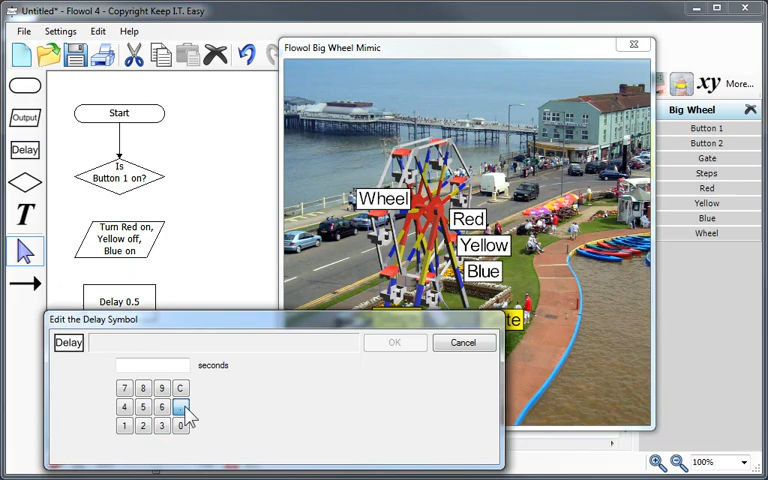 Untitled* - Flowol 4 - Copyright Keep I.T. Easy
File Settings Edit Help
Output
Delay
T
Start
Is
Button 1 on?
Turn Red on,
Yellow off,
Blue on
Delay 0.5
Flowol Big Wheel Mimic
Wheel
Red
Yellow
Blue
xy More...
Big Wheel
Button 1
Button 2
Gate
Steps
Red
Yellow
Blue
Wheel
Edit the Delay Symbol
Delay OK Cancel
seconds
7 8 9 C
4 5 6
1 2 3 0
100%